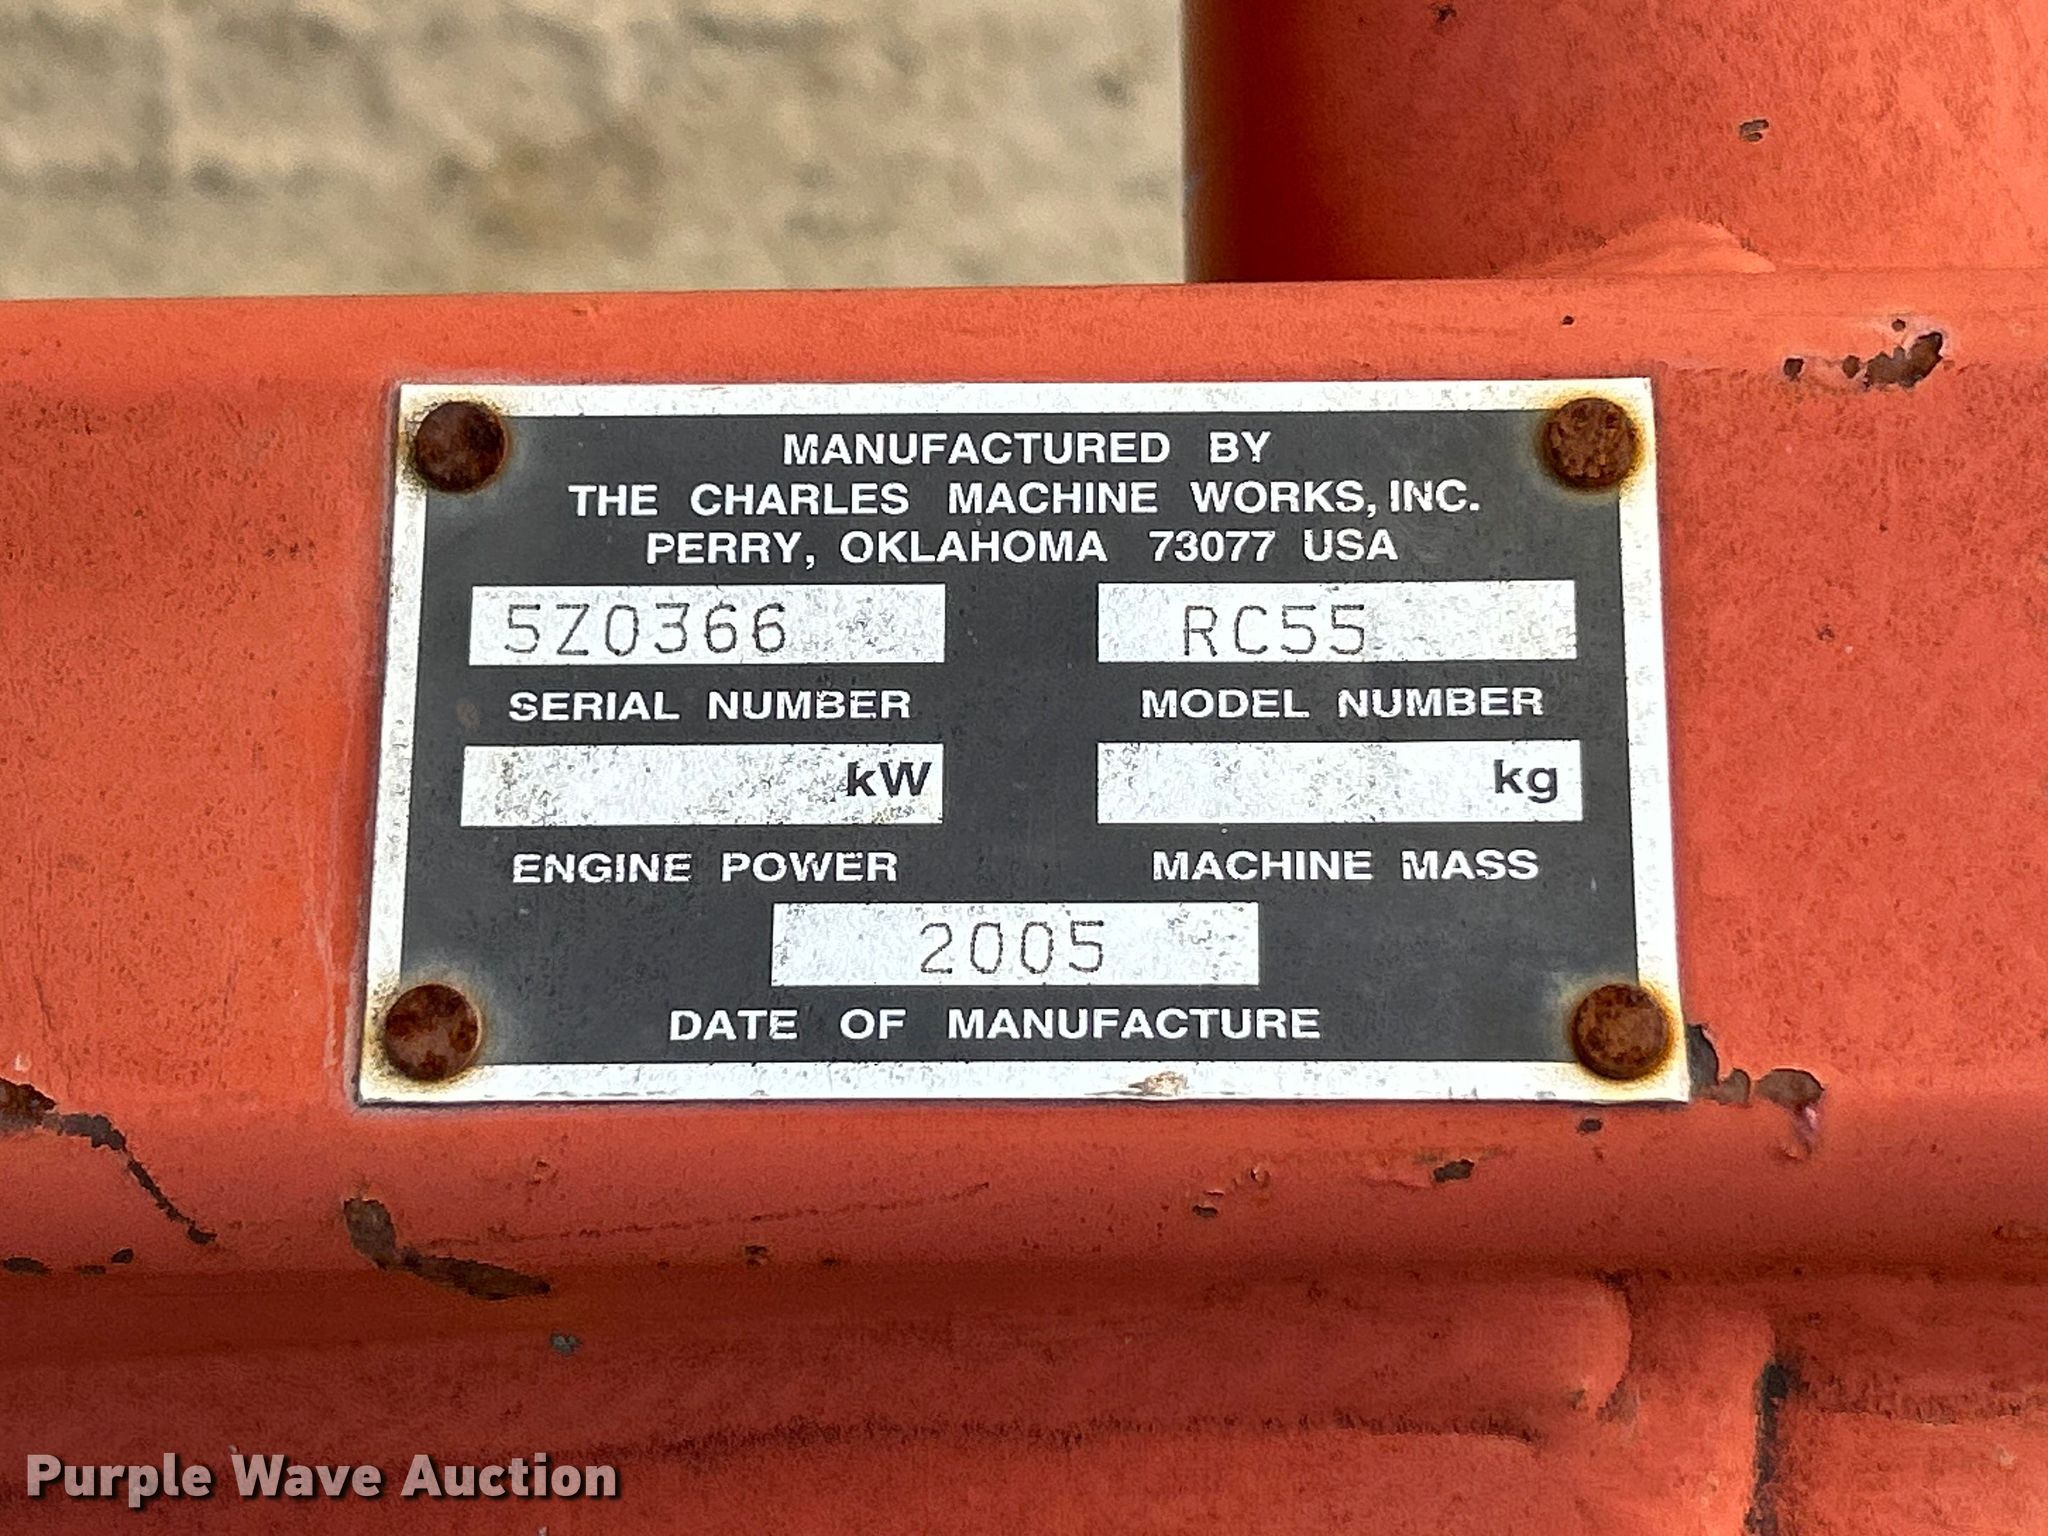 MANUFACTURED BY
THE CHARLES MACHINE WORKS, INC.
PERRY, OKLAHOMA 73077 USA
5Z0366 RC55
SERIAL NUMBER MODEL NUMBER
kW kg
ENGINE POWER MACHINE MASS
2005
DATE OF MANUFACTURE
Purple Wave Auction